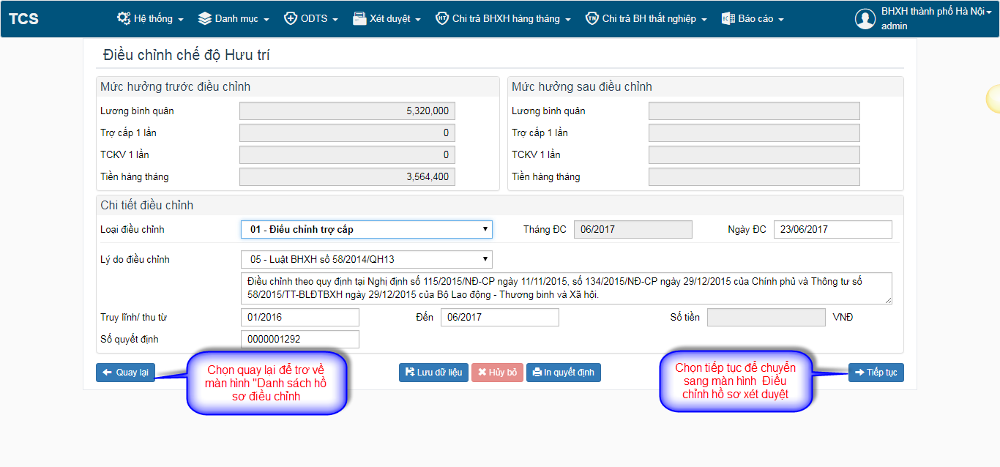 TCS
Hệ thống
Danh mục
ODTS
Xét duyệt
Chi trả BHXH hàng tháng
Chi trả BH thất nghiệp
Báo cáo
BHXH thành phố Hà Nội
admin
Điều chỉnh chế độ Hưu trí
Mức hưởng trước điều chỉnh
Lương bình quân 5,320,000
Trợ cấp 1 lần 0
TCKV 1 lần 0
Tiền hàng tháng 3,564,400
Mức hưởng sau điều chỉnh
Lương bình quân
Trợ cấp 1 lần
TCKV 1 lần
Tiền hàng tháng
Chi tiết điều chỉnh
Loại điều chỉnh 01 - Điều chỉnh trợ cấp Tháng ĐC 06/2017 Ngày ĐC 23/06/2017
Lý do điều chỉnh 05 - Luật BHXH số 58/2014/QH13
Điều chỉnh theo quy định tại Nghị định số 115/2015/NĐ-CP ngày 11/11/2015, số 134/2015/NĐ-CP ngày 29/12/2015 của Chính phủ và Thông tư số
58/2015/TT-BLĐTBXH ngày 29/12/2015 của Bộ Lao động - Thương binh và Xã hội.
Truy lĩnh/ thu từ 01/2016 Đến 06/2017 Số tiền VNĐ
Số quyết định 0000001292
Quay lại
Chọn quay lại để trơ về
màn hình "Danh sách hồ
sơ điều chỉnh
Lưu dữ liệu
Hủy bỏ
In quyết định
Chọn tiếp tục để chuyển
sang màn hình Điều
chỉnh hồ sơ xét duyệt
Tiếp tục